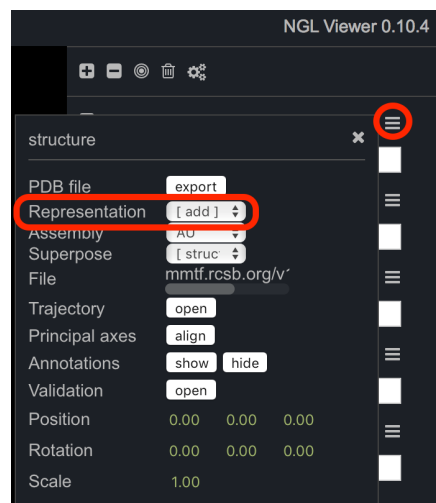 NGL Viewer 0.10.4
structure
PDB file export
Representation [ add ]
Assembly AU
Superpose [ struc
File mmtf.rcsb.org/v
Trajectory open
Principal axes align
Annotations show hide
Validation open
Position 0.00 0.00 0.00
Rotation 0.00 0.00 0.00
Scale 1.00